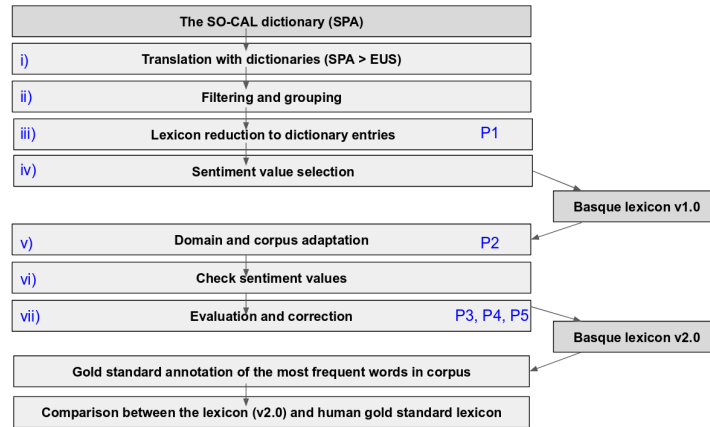 The SO-CAL dictionary (SPA)
i) Translation with dictionaries (SPA > EUS)
ii) Filtering and grouping
iii) Lexicon reduction to dictionary entries P1
iv) Sentiment value selection
Basque lexicon v1.0
v) Domain and corpus adaptation P2
vi) Check sentiment values
vii) Evaluation and correction P3, P4, P5
Basque lexicon v2.0
Gold standard annotation of the most frequent words in corpus
Comparison between the lexicon (v2.0) and human gold standard lexicon